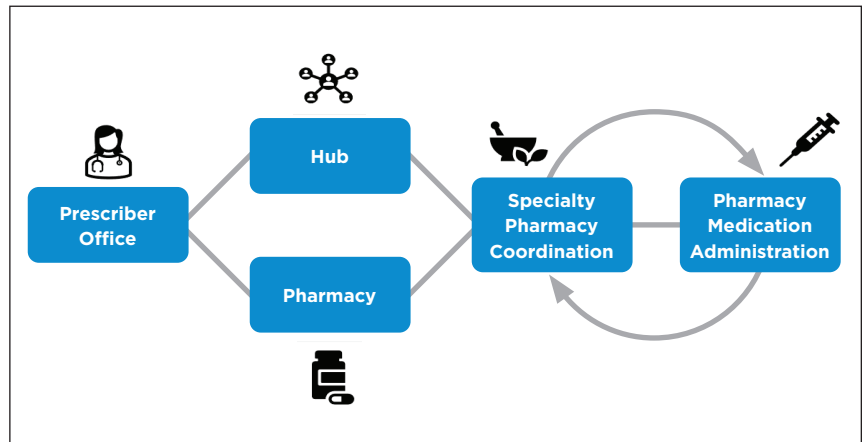 Prescriber
Office
Hub
Pharmacy
Specialty
Pharmacy
Coordination
Pharmacy
Medication
Administration